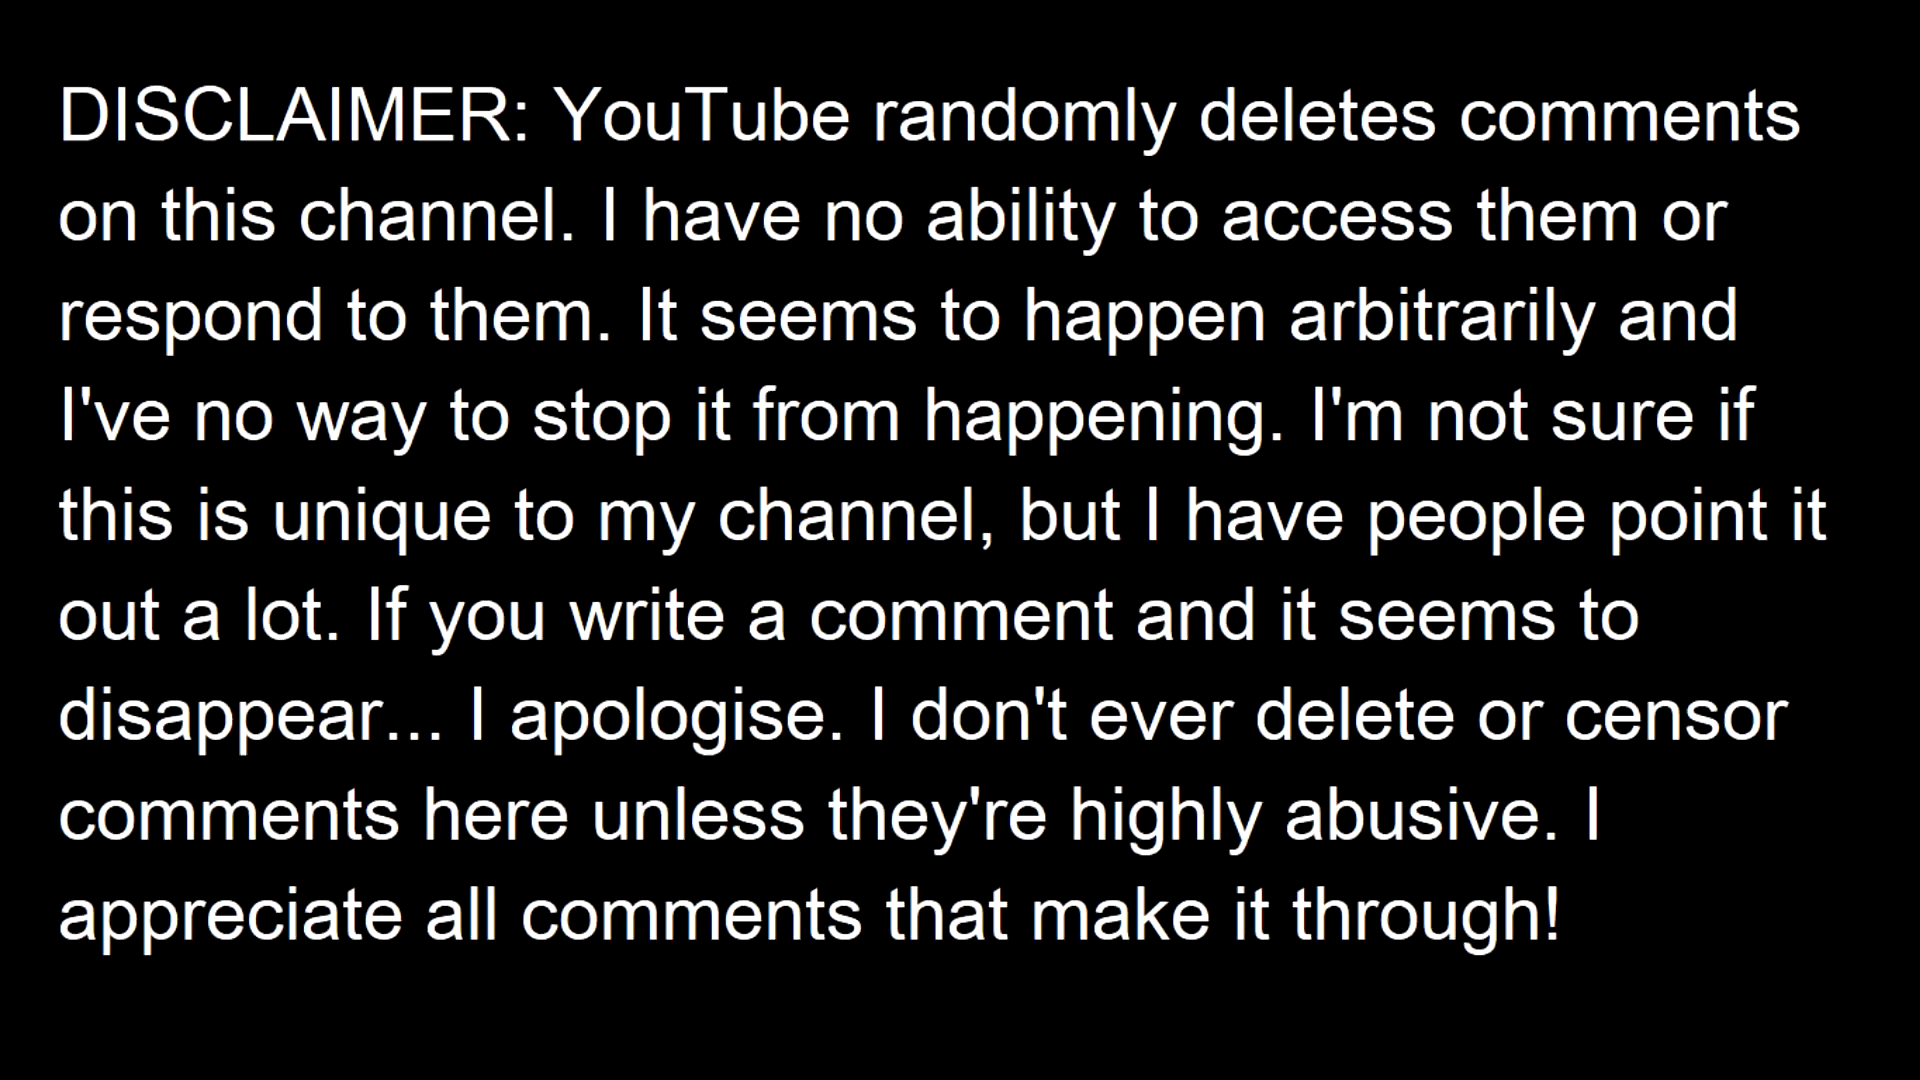 DISCLAIMER: YouTube randomly deletes comments
on this channel. I have no ability to access them or
respond to them. It seems to happen arbitrarily and
I've no way to stop it from happening. I'm not sure if
this is unique to my channel, but I have people point it
out a lot. If you write a comment and it seems to
disappear... I apologise. I don't ever delete or censor
comments here unless they're highly abusive. I
appreciate all comments that make it through!